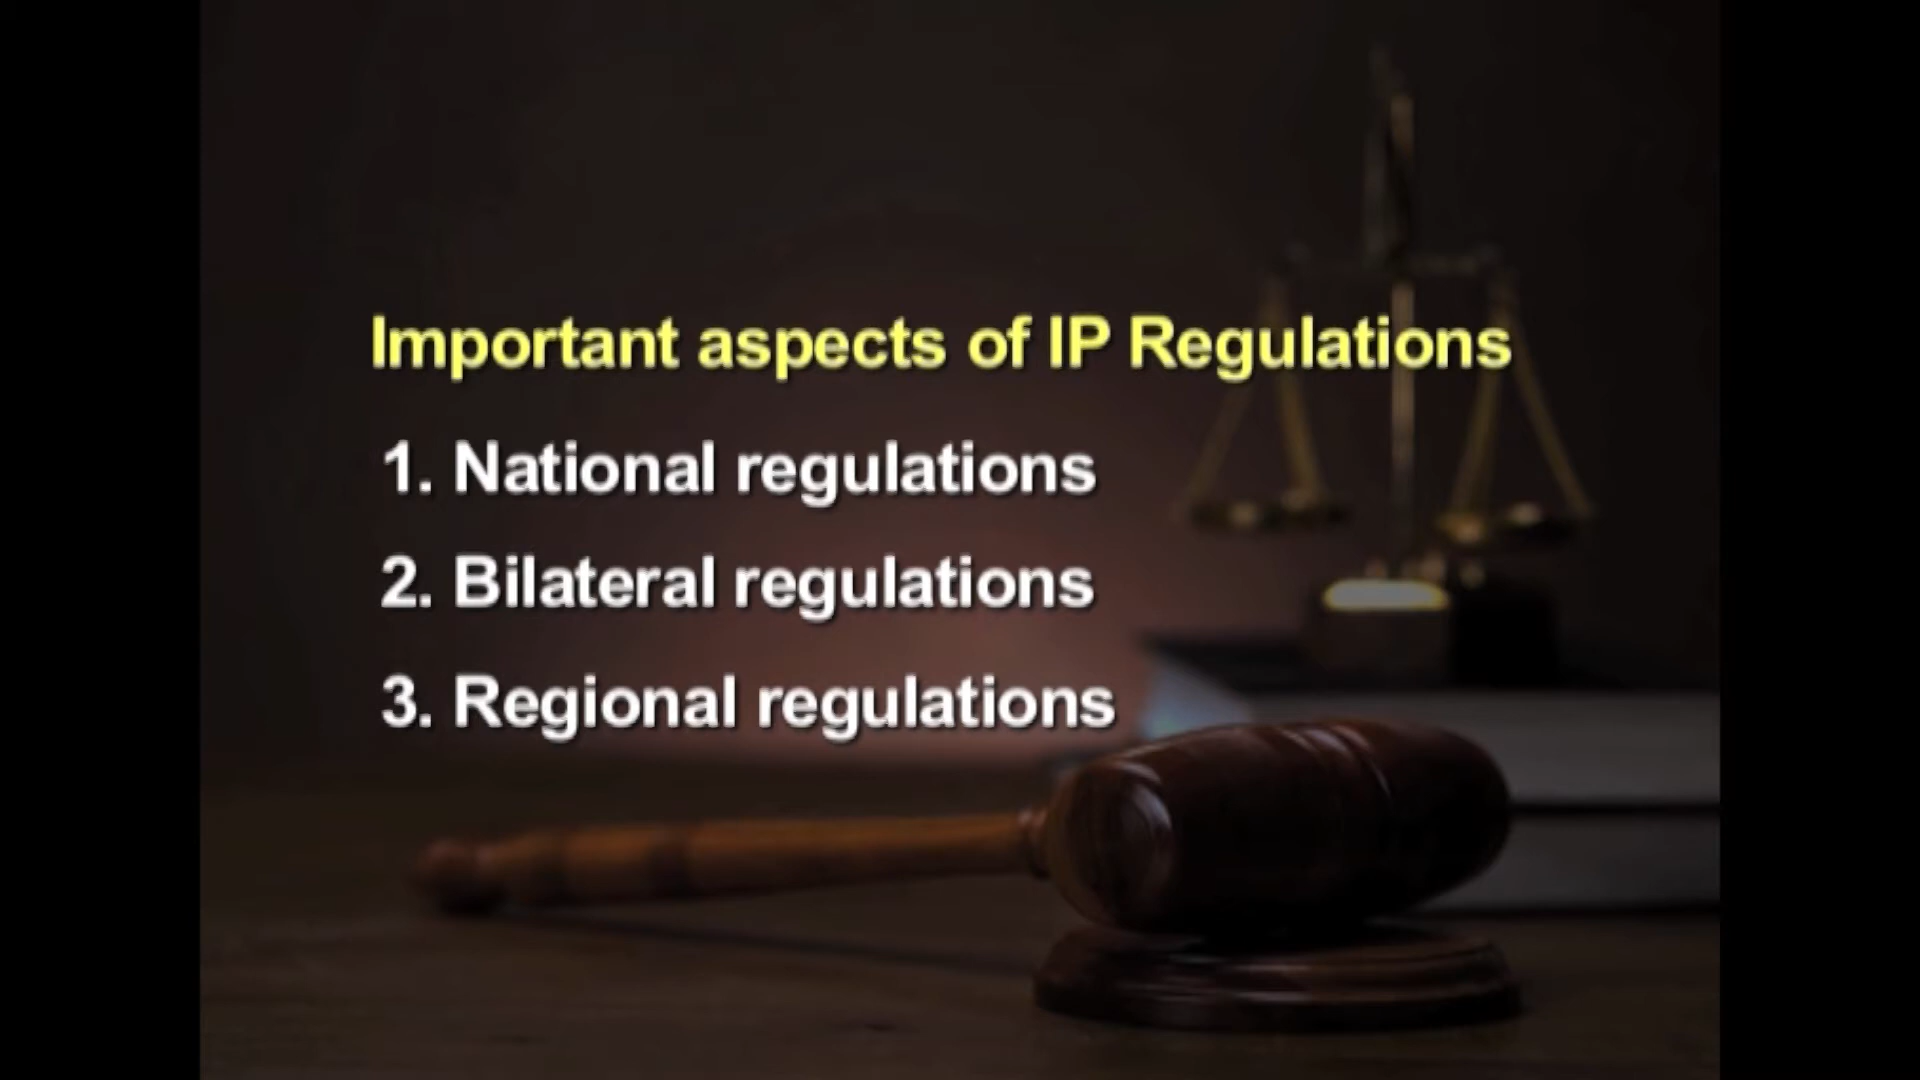 Important aspects of IP Regulations
1. National regulations
2. Bilateral regulations
3. Regional regulations